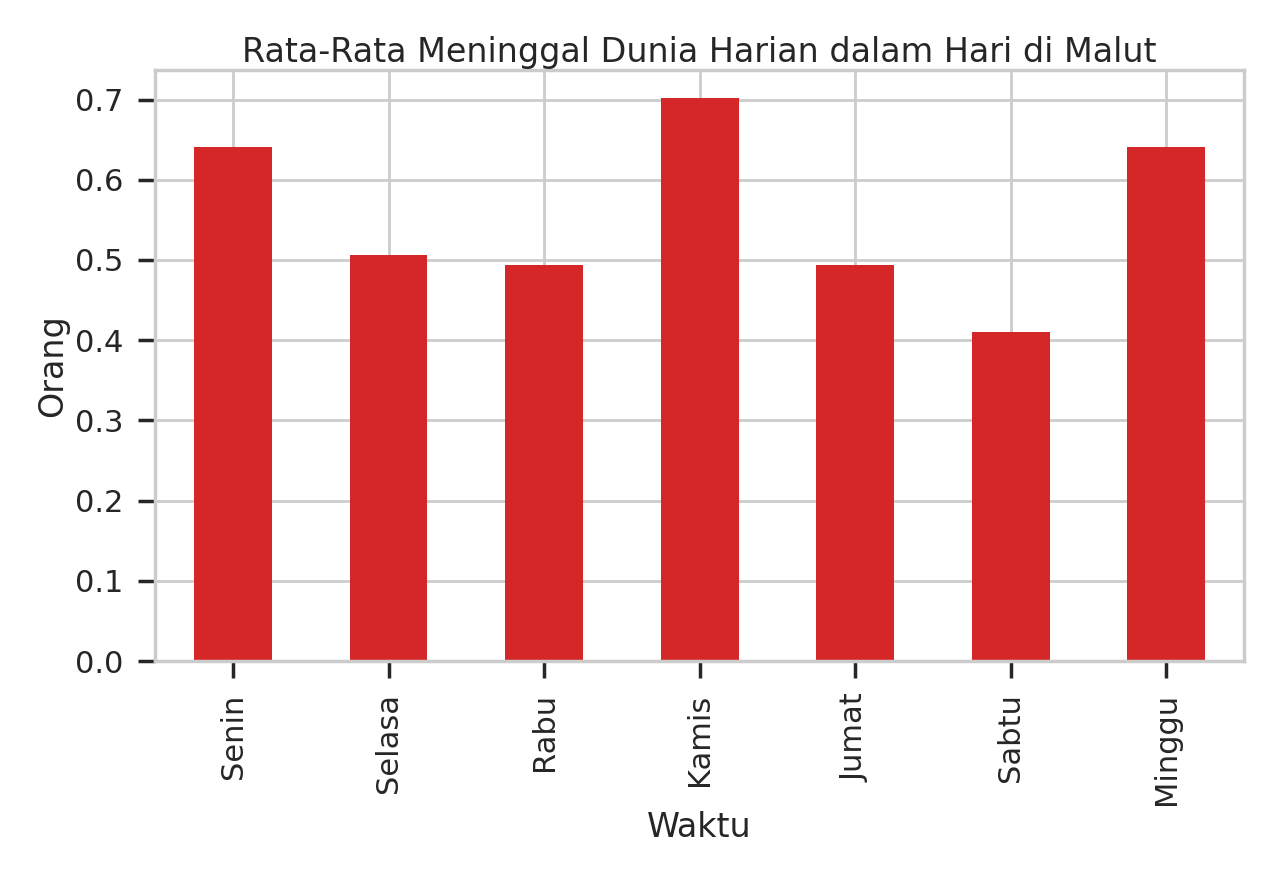 Rata-Rata Meninggal Dunia Harian dalam Hari di Malut
0.7
0.6
0.5
0.4
0.3
0.2
0.1
0.0
Orang
Senin
Selasa
Rabu
Kamis
Jumat
Sabtu
Minggu
Waktu